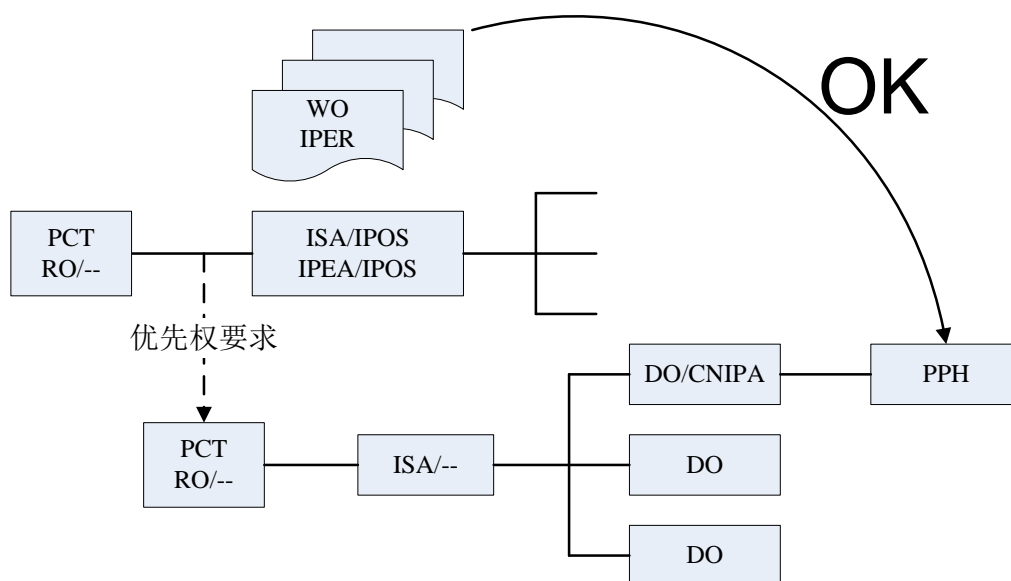 OK
WO
IPER
PCT
RO/--
ISA/IPOS
IPEA/IPOS
优先权要求
DO/CNIPA
PPH
PCT
RO/--
ISA/--
DO
DO